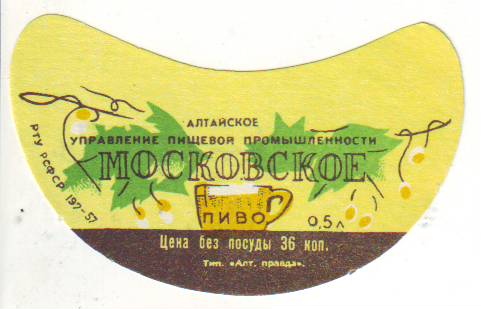 АЛТАЙСКОЕ
УПРАВЛЕНИЕ ПИЩЕВОЙ ПРОМЫШЛЕННОСТИ
МОСКОВСКОЕ
ПИВО
0,5 л
РТУ РСФСР 197-57
Цена без посуды 36 коп.
Тип. «Алт. правда».